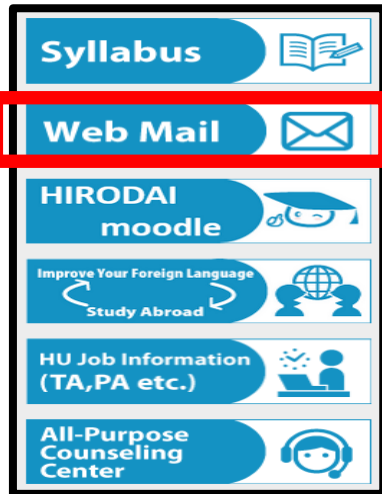 Syllabus
Web Mail
HIRODAI
moodle
Improve Your Foreign Language
Study Abroad
HU Job Information
(TA,PA etc.)
All-Purpose
Counseling
Center